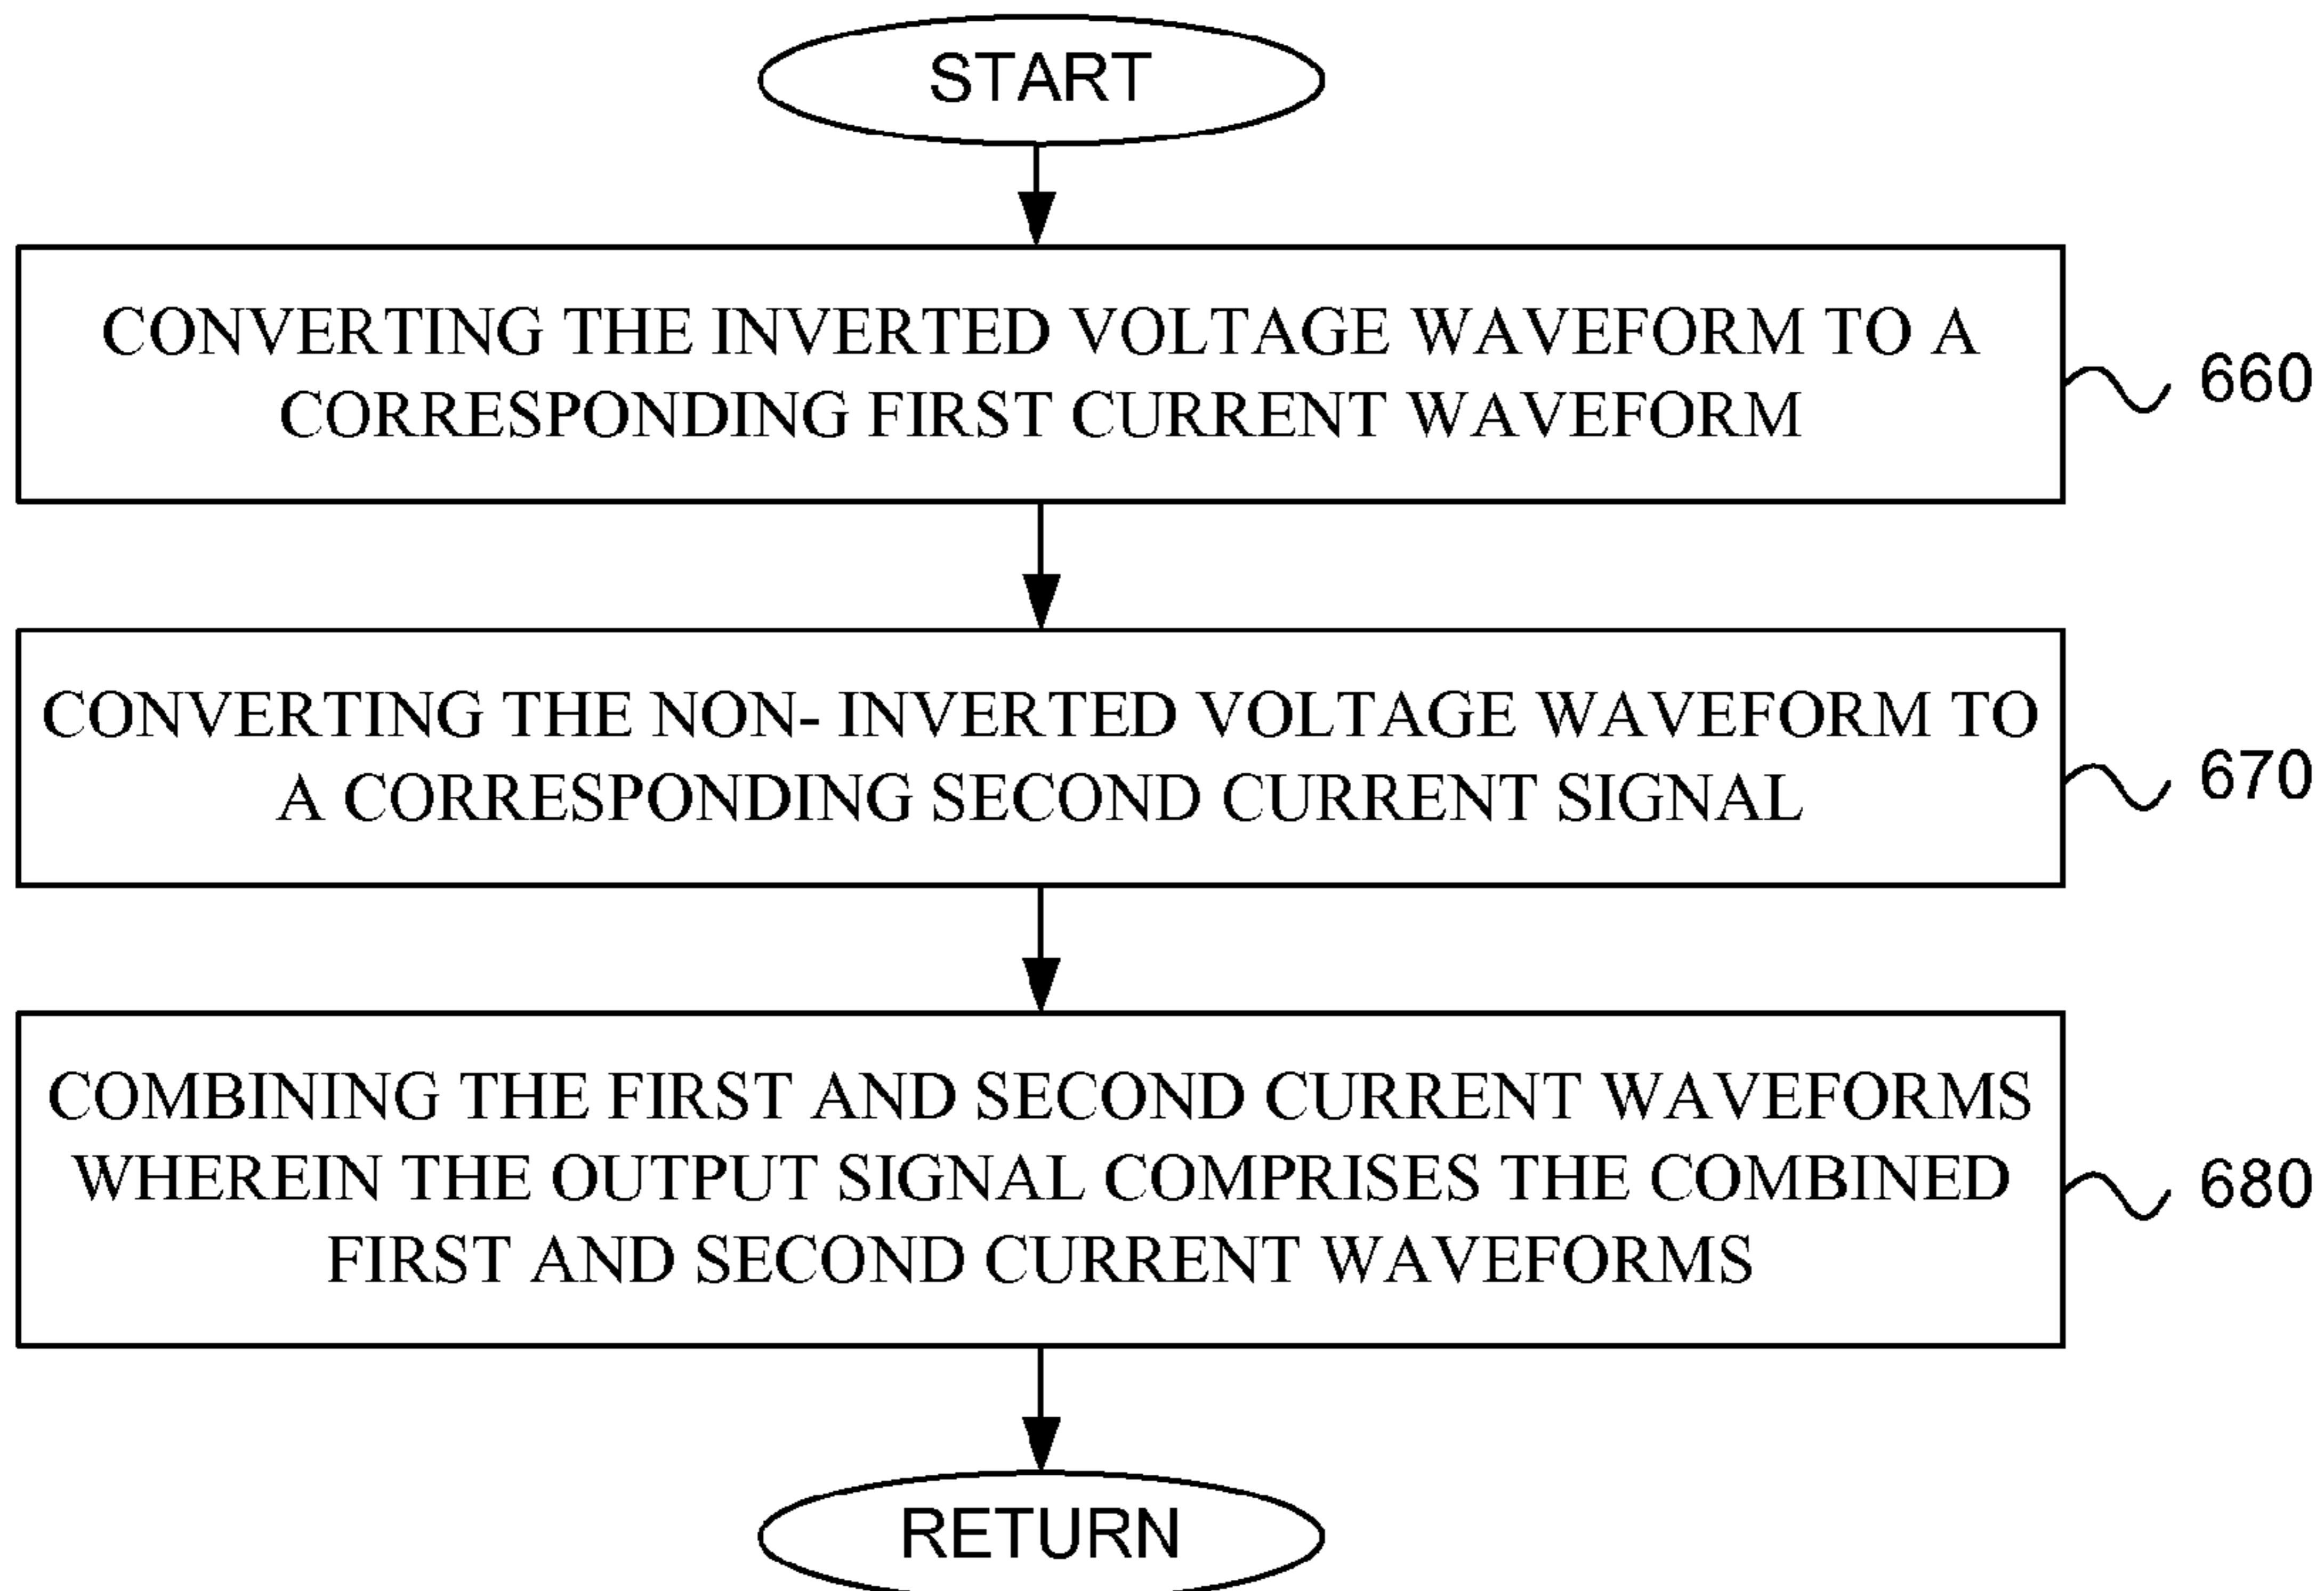 START
CONVERTING THE INVERTED VOLTAGE WAVEFORM TO A
CORRESPONDING FIRST CURRENT WAVEFORM
660
CONVERTING THE NON- INVERTED VOLTAGE WAVEFORM TO
A CORRESPONDING SECOND CURRENT SIGNAL
670
COMBINING THE FIRST AND SECOND CURRENT WAVEFORMS
WHEREIN THE OUTPUT SIGNAL COMPRISES THE COMBINED
FIRST AND SECOND CURRENT WAVEFORMS
680
RETURN